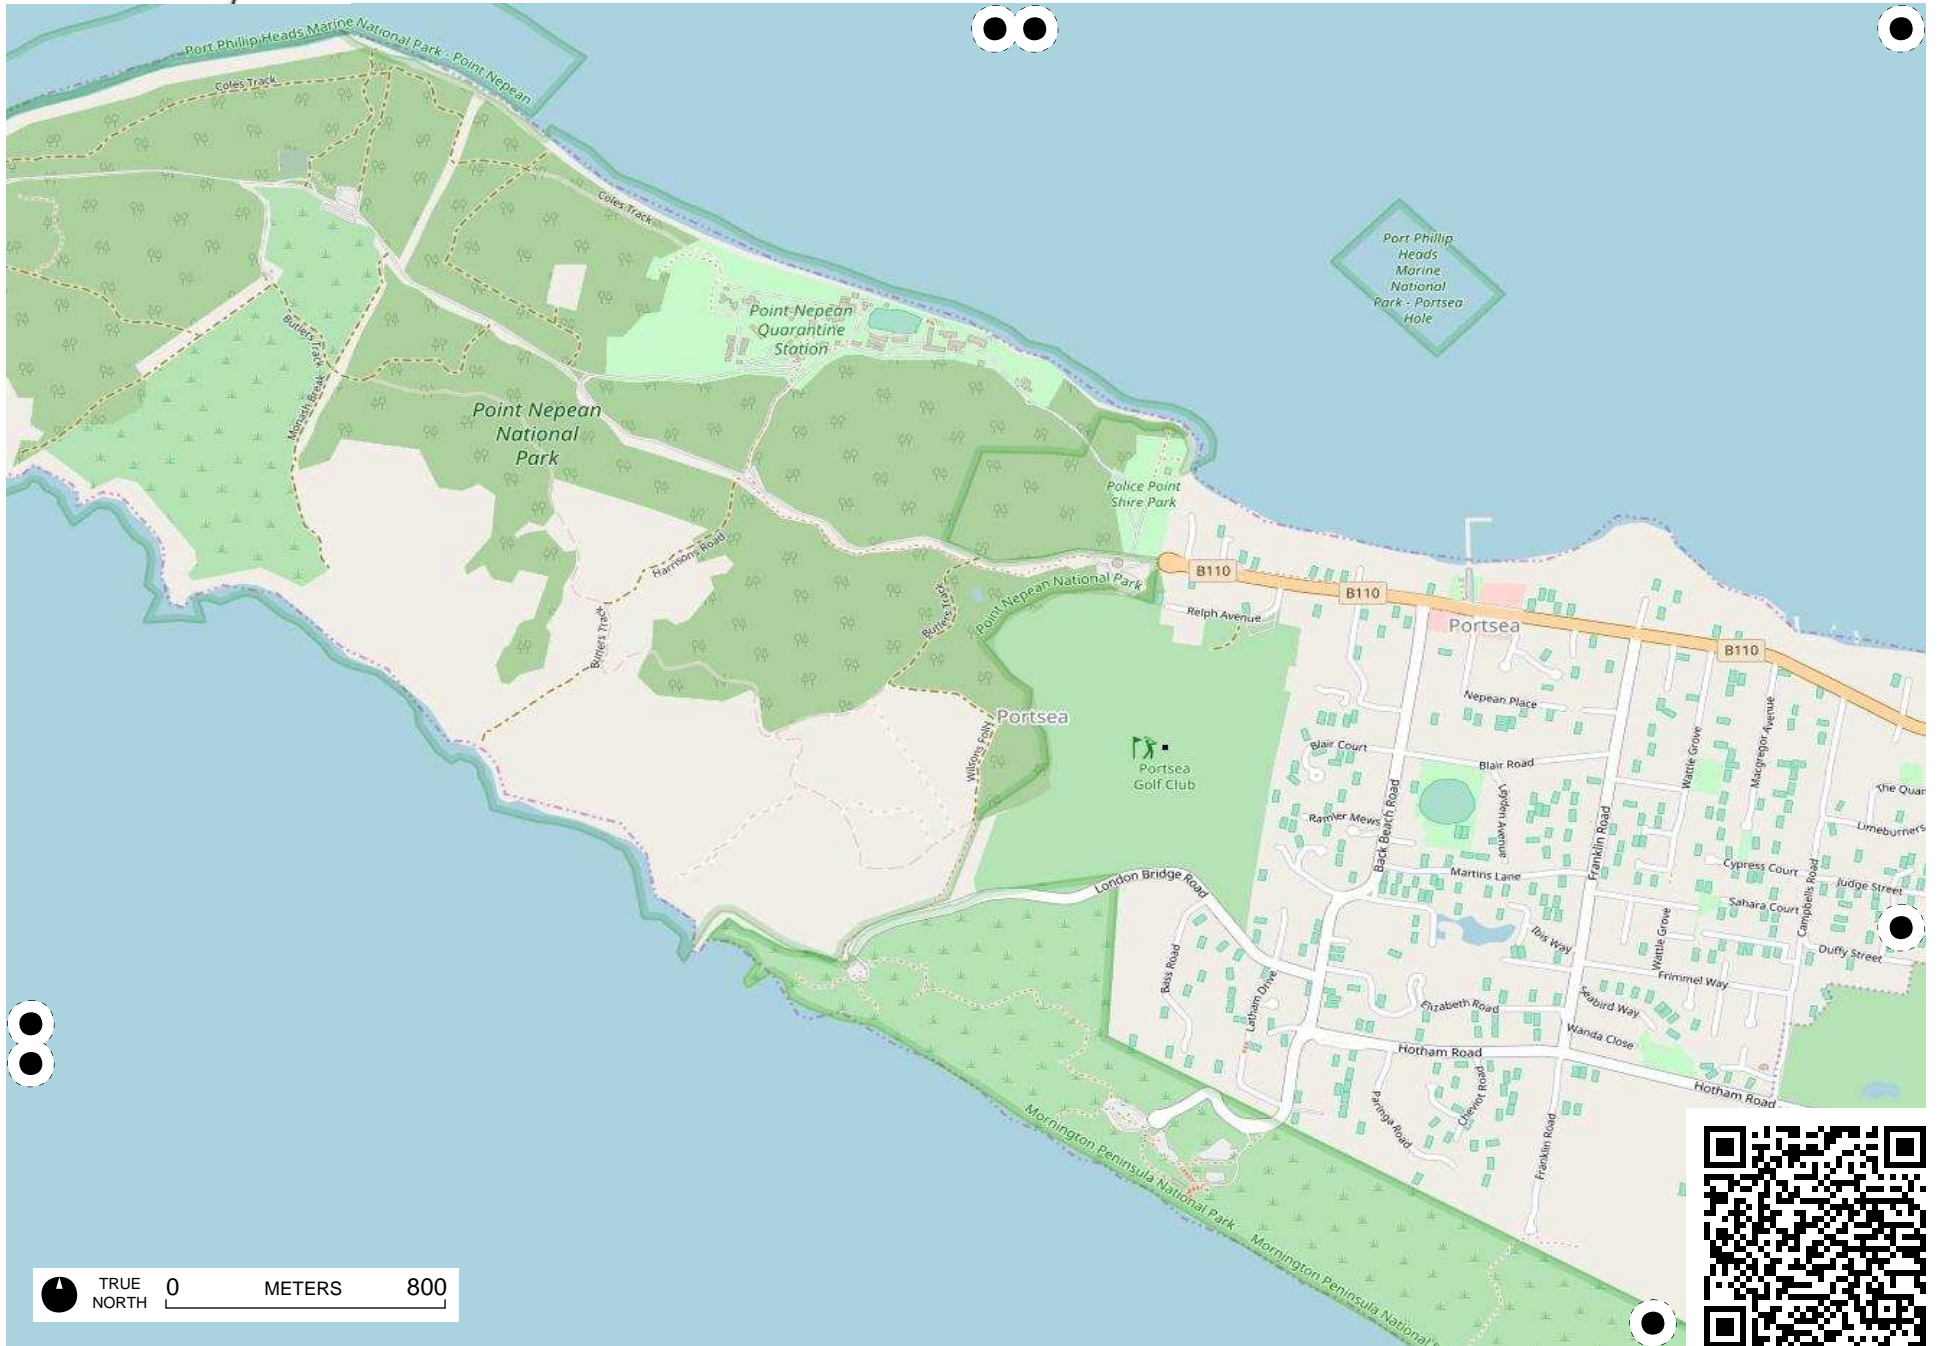 Port Phillip Heads Marine National Park - Point Nepean
Coles Track
Coles Track
Port Phillip
Heads
Marine
National
Park - Portsea
Hole
Point Nepean
Quarantine
Station
Butlers Track
Monash Break
Point Nepean
National
Park
Police Point
Shire Park
Harrisons Road
B110
B110
Point Nepean National Park
Butlers Track
Butlers Track
Relph Avenue
Portsea
B110
Nepean Place
Portsea
Wilsons Folly
Blair Court
Blair Road
Wattle Grove
Macgregor Avenue
Portsea
Golf Club
The Quar
Back Beach Road
Leyden Avenue
Ramler Mews
Franklin Road
Limeburners
Cypress Court
Campbells Road
Martins Lane
Judge Street
London Bridge Road
Sahara Court
Ibis Way
Wattle Grove
Duffy Street
Bass Road
Frimmel Way
Latham Drive
Elizabeth Road
Seabird Way
Wanda Close
Hotham Road
Hotham Road
Cheviot Road
Paringa Road
Franklin Road
Mornington Peninsula National Park
Mornington Peninsula National
TRUE
NORTH
0 METERS 800